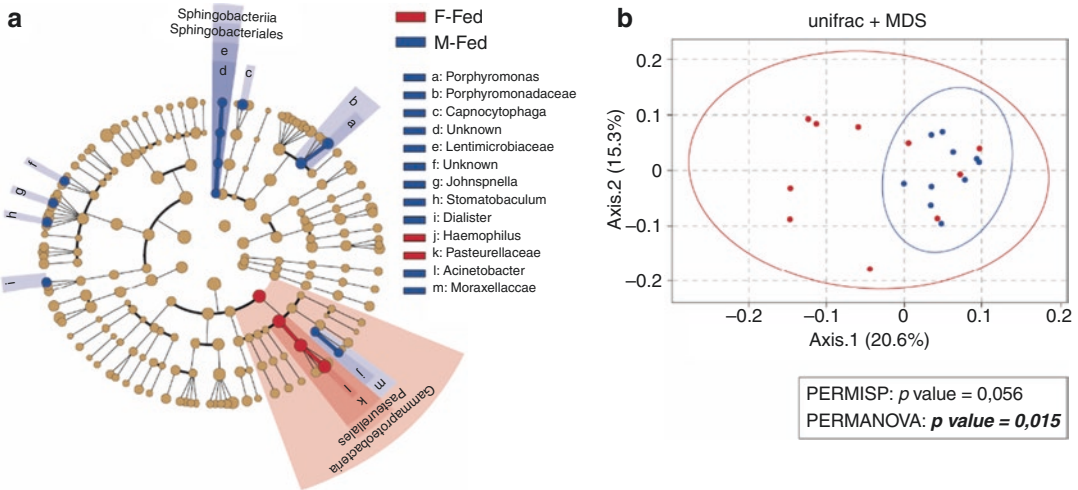 a
Sphingobacteriia
Sphingobacteriales
e
d
c
b
a
f
g
h
i
j
m
l
k
Pasteurellales
Gammaproteobacteria
F-Fed
M-Fed
a: Porphyromonas
b: Porphyromonadaceae
c: Capnocytophaga
d: Unknown
e: Lentimicrobiaceae
f: Unknown
g: Johnspnella
h: Stomatobaculum
i: Dialister
j: Haemophilus
k: Pasteurellaceae
l: Acinetobacter
m: Moraxellaccae
b
unifrac + MDS
Axis.2 (15.3%)
0.2
0.1
0
−0.1
−0.2
−0.2
−0.1
0
0.1
0.2
Axis.1 (20.6%)
PERMISP: p value = 0,056
PERMANOVA: p value = 0,015